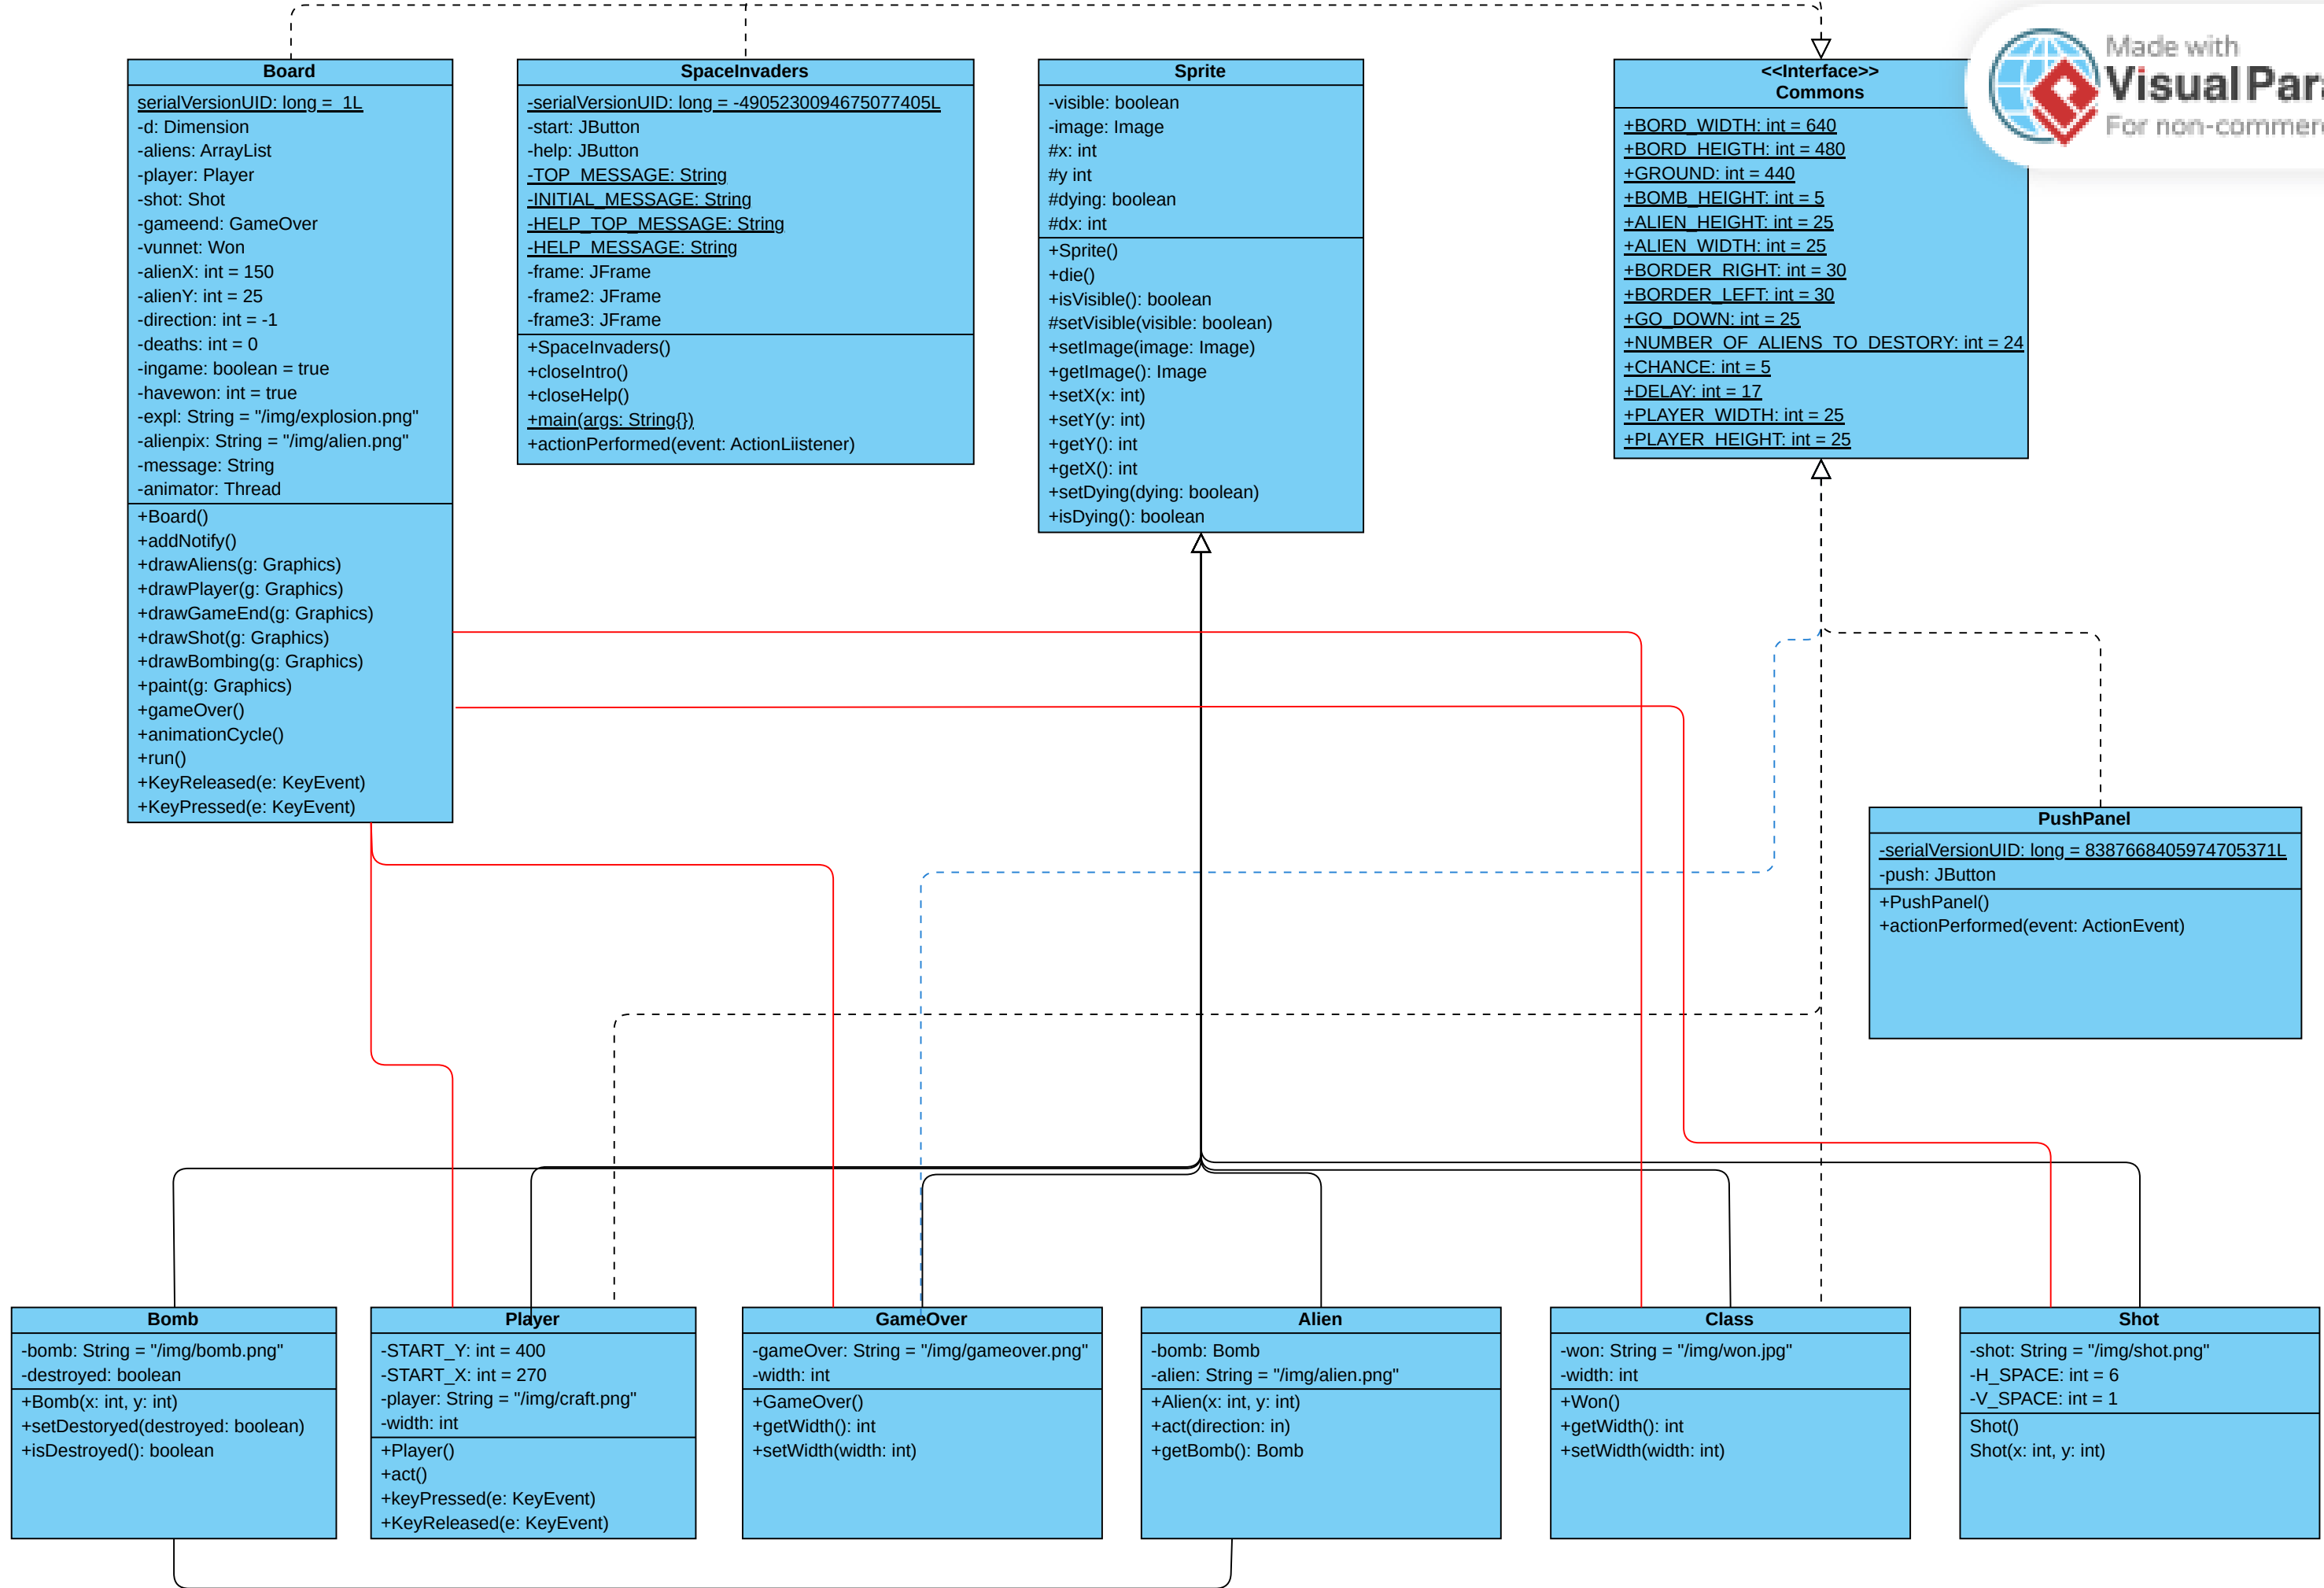 Board
serialVersionUID: long =  1L
-d: Dimension
-aliens: ArrayList
-player: Player
-shot: Shot
-gameend: GameOver
-vunnet: Won
-alienX: int = 150
-alienY: int = 25
-direction: int = -1
-deaths: int = 0
-ingame: boolean = true
-havewon: int = true
-expl: String = "/img/explosion.png"
-alienpix: String = "/img/alien.png"
-message: String
-animator: Thread
+Board()
+addNotify()
+drawAliens(g: Graphics)
+drawPlayer(g: Graphics)
+drawGameEnd(g: Graphics)
+drawShot(g: Graphics)
+drawBombing(g: Graphics)
+paint(g: Graphics)
+gameOver()
+animationCycle()
+run()
+KeyReleased(e: KeyEvent)
+KeyPressed(e: KeyEvent)
SpaceInvaders
-serialVersionUID: long = -4905230094675077405L
-start: JButton
-help: JButton
-TOP_MESSAGE: String
-INITIAL_MESSAGE: String
-HELP_TOP_MESSAGE: String
-HELP_MESSAGE: String
-frame: JFrame
-frame2: JFrame
-frame3: JFrame
+SpaceInvaders()
+closeIntro()
+closeHelp()
+main(args: String{})
+actionPerformed(event: ActionLiistener)
Sprite
-visible: boolean
-image: Image
#x: int
#y int
#dying: boolean
#dx: int
+Sprite()
+die()
+isVisible(): boolean
#setVisible(visible: boolean)
+setImage(image: Image)
+getImage(): Image
+setX(x: int)
+setY(y: int)
+getY(): int
+getX(): int
+setDying(dying: boolean)
+isDying(): boolean
<<Interface>>
Commons
+BORD_WIDTH: int = 640
+BORD_HEIGTH: int = 480
+GROUND: int = 440
+BOMB_HEIGHT: int = 5
+ALIEN_HEIGHT: int = 25
+ALIEN_WIDTH: int = 25
+BORDER_RIGHT: int = 30
+BORDER_LEFT: int = 30
+GO_DOWN: int = 25
+NUMBER_OF_ALIENS_TO_DESTORY: int = 24
+CHANCE: int = 5
+DELAY: int = 17
+PLAYER_WIDTH: int = 25
+PLAYER_HEIGHT: int = 25
Made with
Visual Par
For non-commer
PushPanel
-serialVersionUID: long = 8387668405974705371L
-push: JButton
+PushPanel()
+actionPerformed(event: ActionEvent)
Bomb
-bomb: String = "/img/bomb.png"
-destroyed: boolean
+Bomb(x: int, y: int)
+setDestoryed(destroyed: boolean)
+isDestroyed(): boolean
Player
-START_Y: int = 400
-START_X: int = 270
-player: String = "/img/craft.png"
-width: int
+Player()
+act()
+keyPressed(e: KeyEvent)
+KeyReleased(e: KeyEvent)
GameOver
-gameOver: String = "/img/gameover.png"
-width: int
+GameOver()
+getWidth(): int
+setWidth(width: int)
Alien
-bomb: Bomb
-alien: String = "/img/alien.png"
+Alien(x: int, y: int)
+act(direction: in)
+getBomb(): Bomb
Class
-won: String = "/img/won.jpg"
-width: int
+Won()
+getWidth(): int
+setWidth(width: int)
Shot
-shot: String = "/img/shot.png"
-H_SPACE: int = 6
-V_SPACE: int = 1
Shot()
Shot(x: int, y: int)